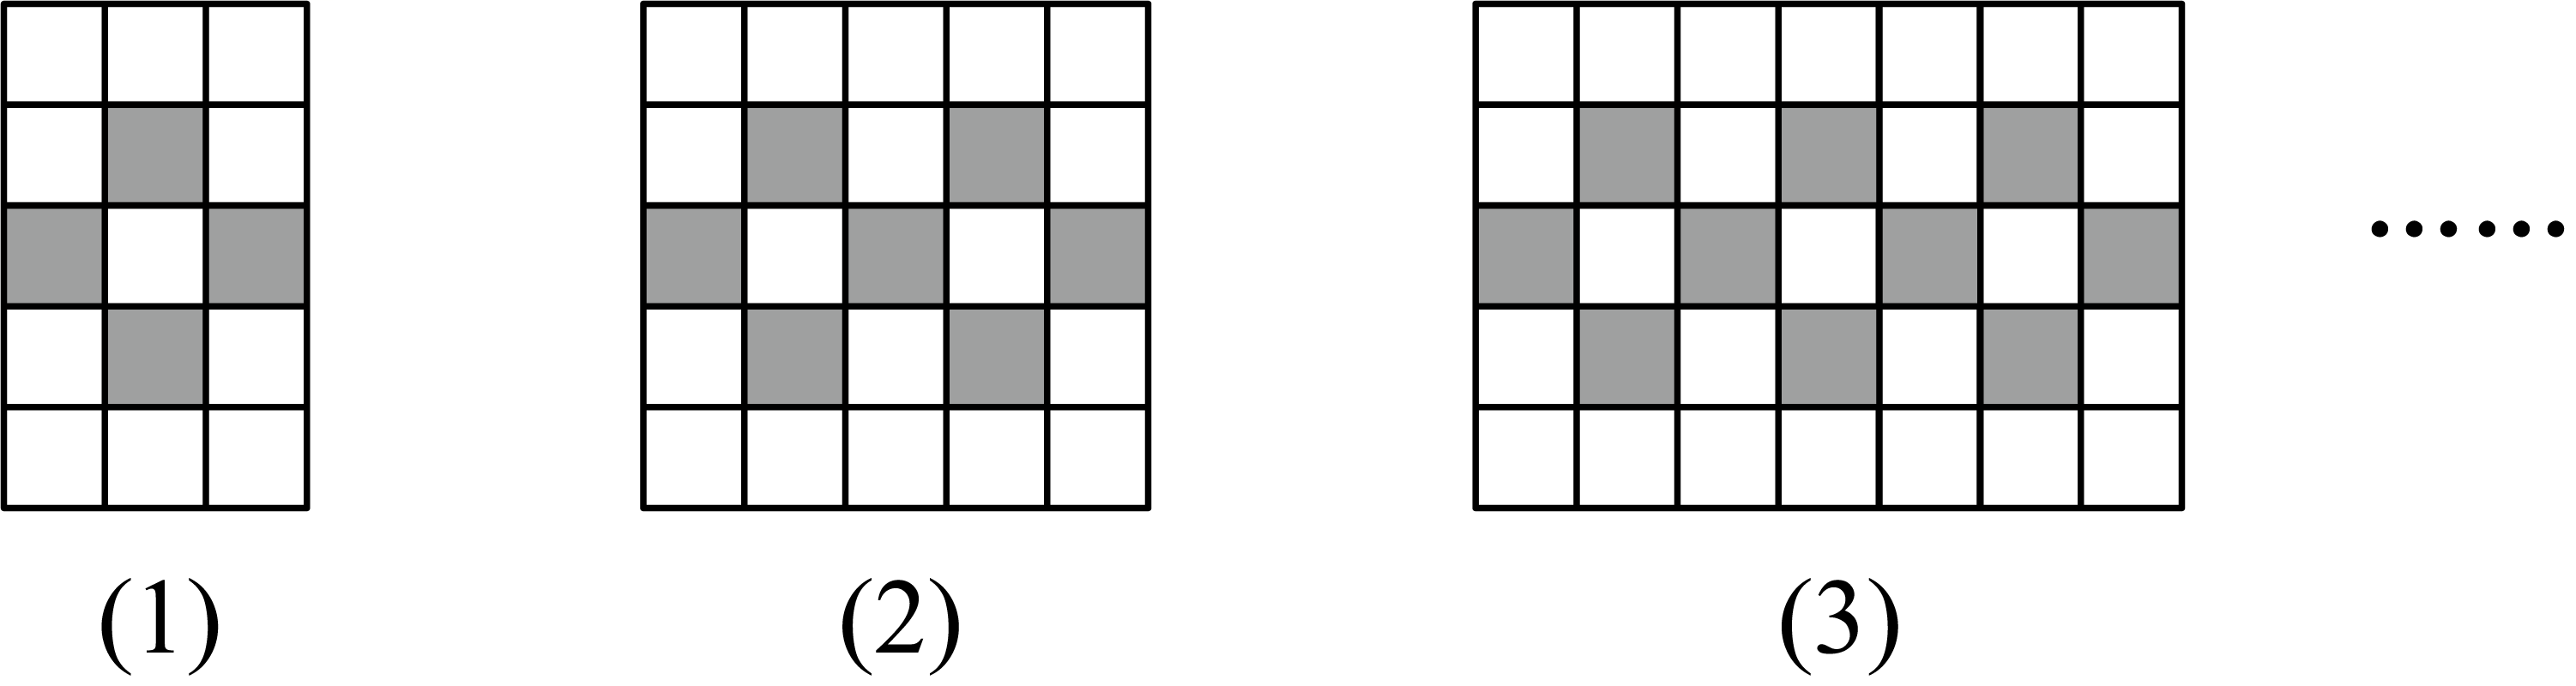 ......
(1) (2) (3)